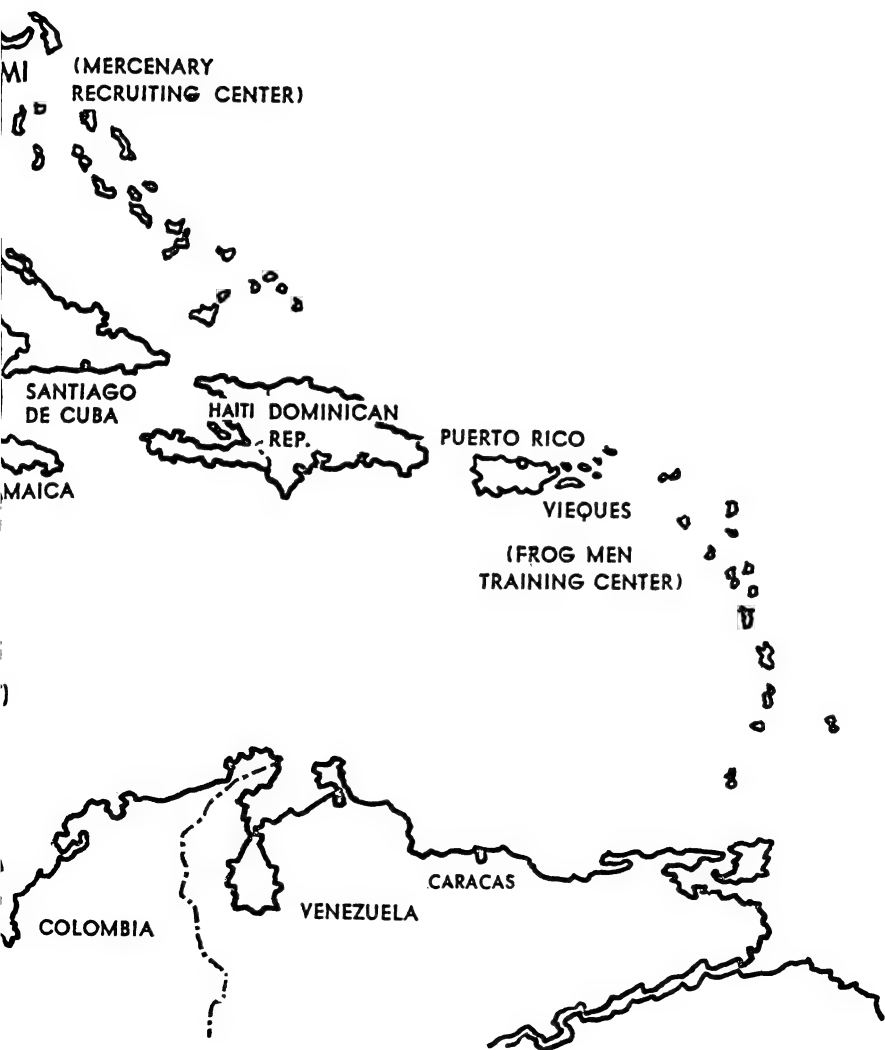 MI (MERCENARY
RECRUITING CENTER)
SANTIAGO
DE CUBA
HAITI DOMINICAN
REP.
PUERTO RICO
MAICA
VIEQUES
(FROG MEN
TRAINING CENTER)
)
CARACAS
VENEZUELA
COLOMBIA